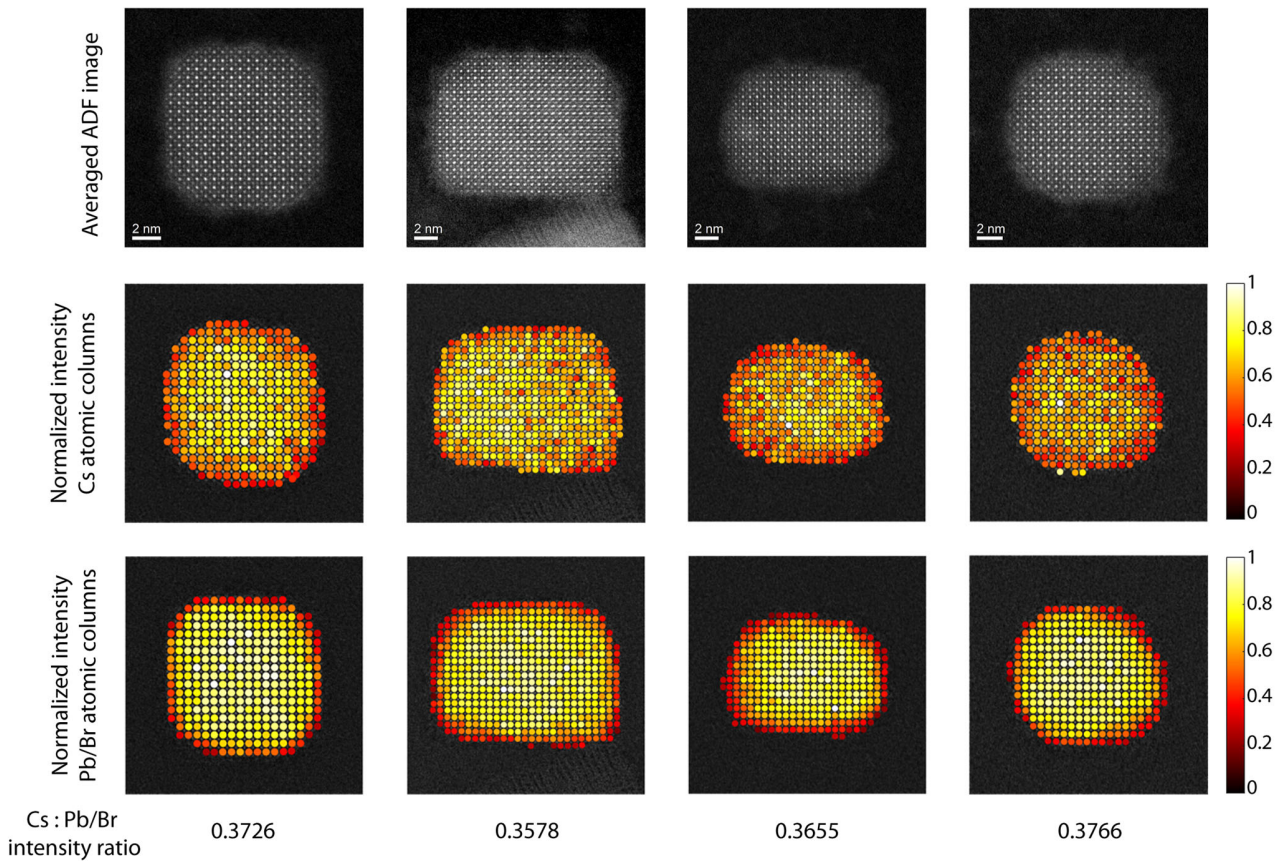 Averaged ADF image
2 nm
2 nm
2 nm
2 nm
Normalized intensity
Cs atomic columns
1
0.8
0.6
0.4
0.2
0
Normalized intensity
Pb/Br atomic columns
1
0.8
0.6
0.4
0.2
0
Cs : Pb/Br
intensity ratio
0.3726
0.3578
0.3655
0.3766